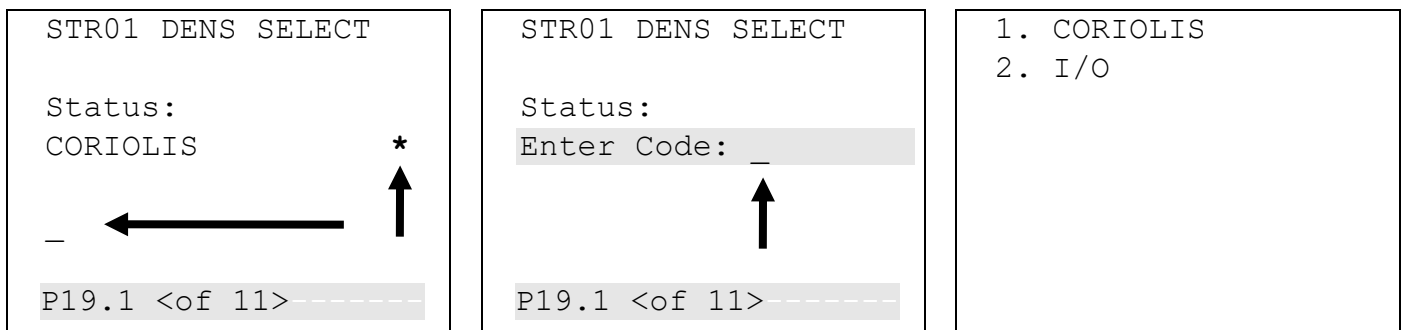 STR01 DENS SELECT
Status:
CORIOLIS *
_
P19.1 <of 11>-------
STR01 DENS SELECT
Status:
Enter Code: _
P19.1 <of 11>-------
1. CORIOLIS
2. I/O